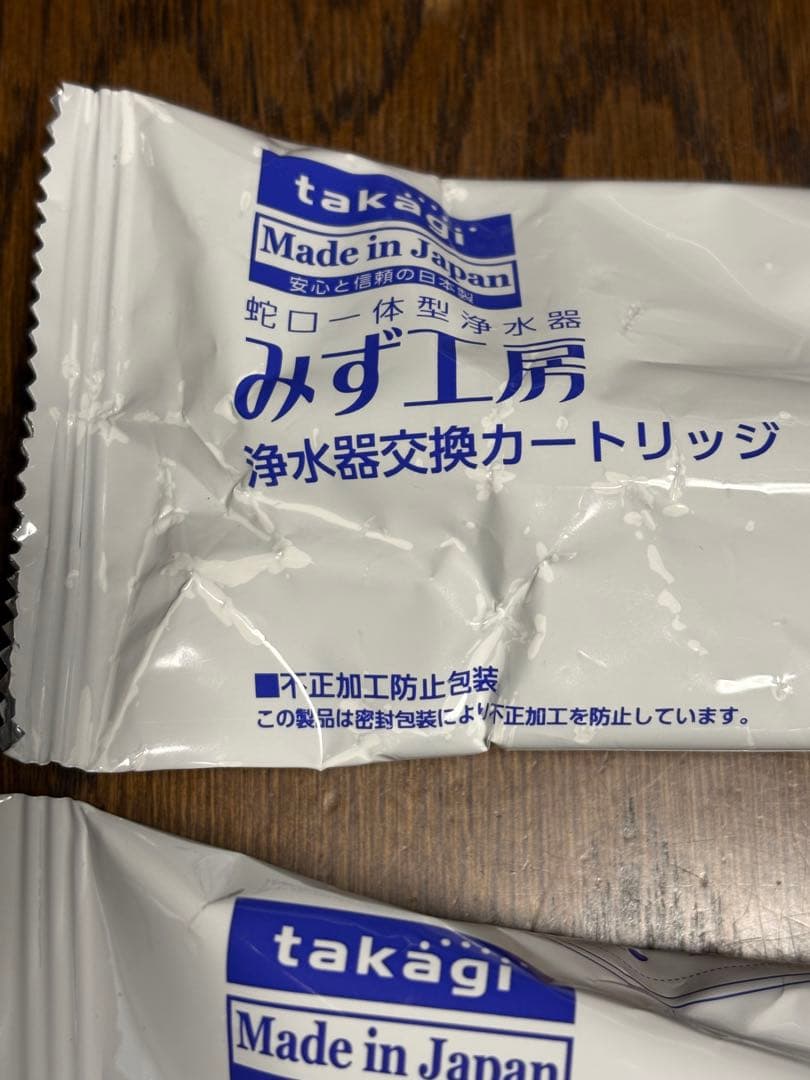 takagi
Made in Japan
安心と信頼の日本製
蛇口一体型浄水器
みず工房
浄水器交換カートリッジ
■不正加工防止包装
この製品は密封包装により不正加工を防止しています。
takagi
Made in Japan